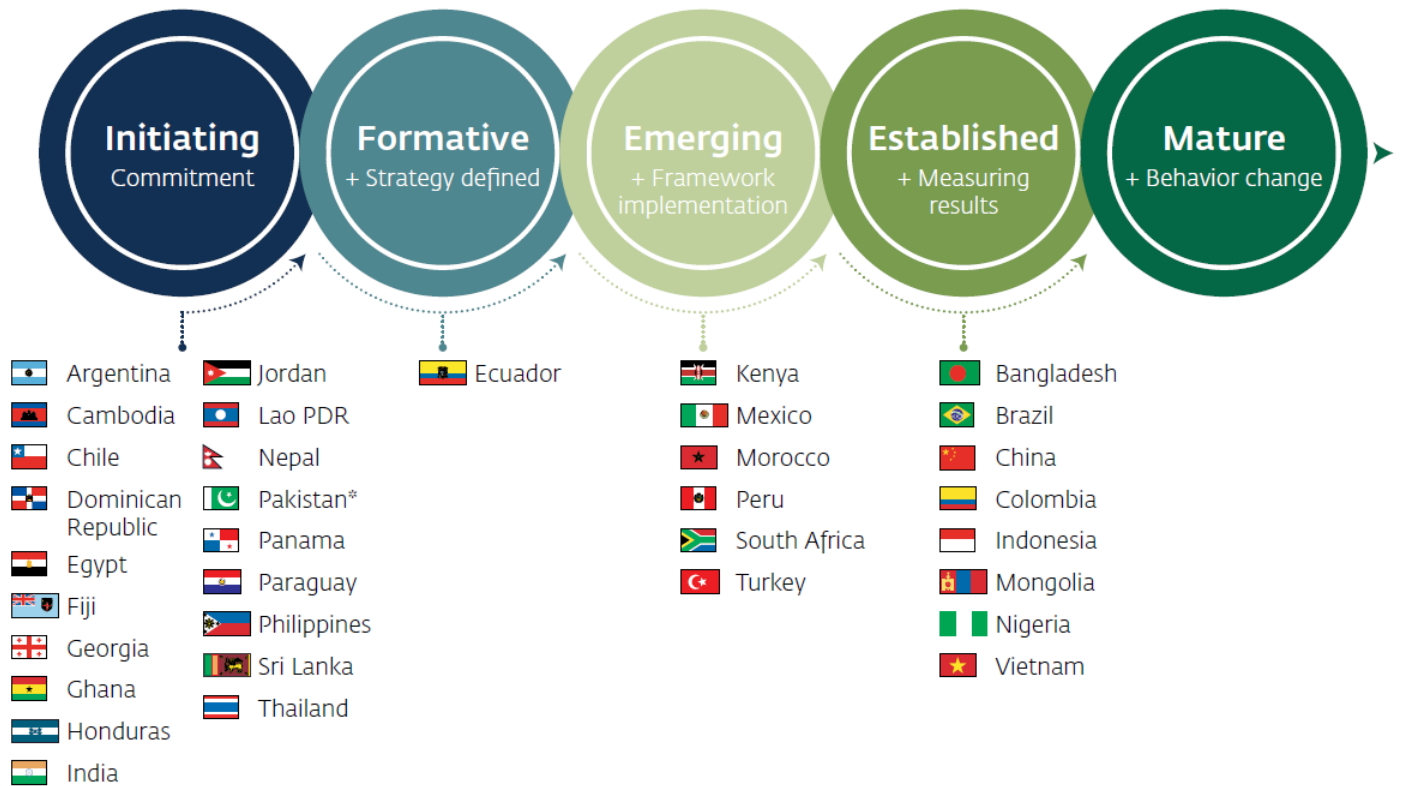 Initiating
Commitment
Formative
+ Strategy defined
Emerging
+ Framework
implementation
Established
+ Measuring
results
Mature
+ Behavior change
Argentina
Cambodia
Chile
Dominican
Republic
Egypt
Fiji
Georgia
Ghana
Honduras
India
Jordan
Lao PDR
Nepal
Pakistan*
Panama
Paraguay
Philippines
Sri Lanka
Thailand
Ecuador
Kenya
Mexico
Morocco
Peru
South Africa
Turkey
Bangladesh
Brazil
China
Colombia
Indonesia
Mongolia
Nigeria
Vietnam